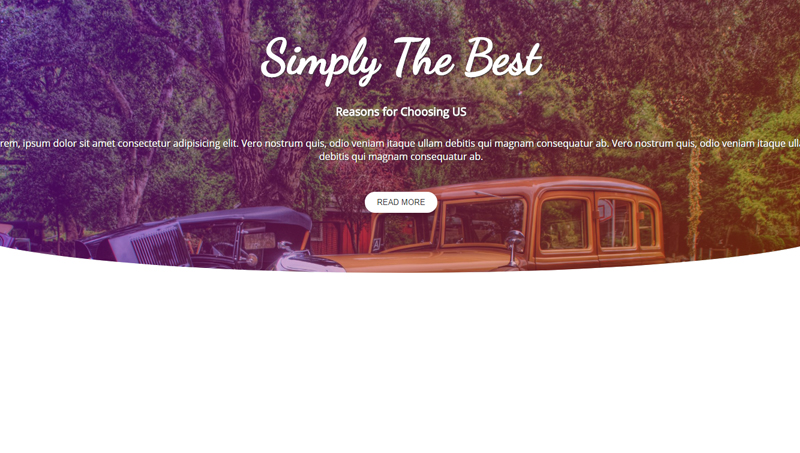 Simply The Best
Reasons for Choosing US
rem, ipsum dolor sit amet consectetur adipisicing elit. Vero nostrum quis, odio veniam itaque ullam debitis qui magnam consequatur ab. Vero nostrum quis, odio veniam itaque ulla
debitis qui magnam consequatur ab.
READ MORE
A